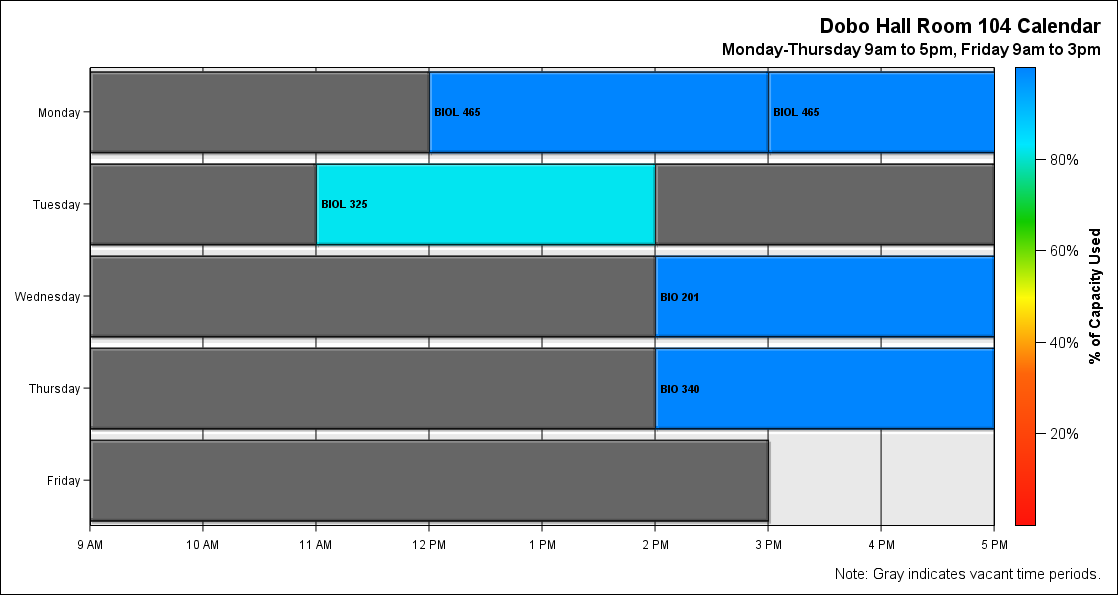 Dobo Hall Room 104 Calendar
Monday-Thursday 9am to 5pm, Friday 9am to 3pm
Monday
BIOL 465
BIOL 465
Tuesday
BIOL 325
Wednesday
BIO 201
Thursday
BIO 340
Friday
9 AM
10 AM
11 AM
12 PM
1 PM
2 PM
3 PM
4 PM
5 PM
80%
60%
40%
20%
% of Capacity Used
Note: Gray indicates vacant time periods.